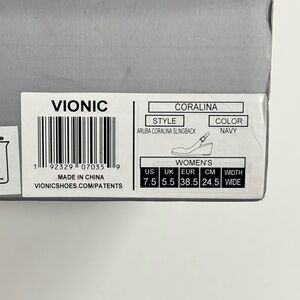 VIONIC
1 92329 07035 9
MADE IN CHINA
VIONICSHOES.COM/PATENTS
CORALINA
STYLE COLOR
ARUBA CORALINA SLINGBACK NAVY
WOMEN'S
US UK EUR CM WIDTH
7.5 5.5 38.5 24.5 WIDE